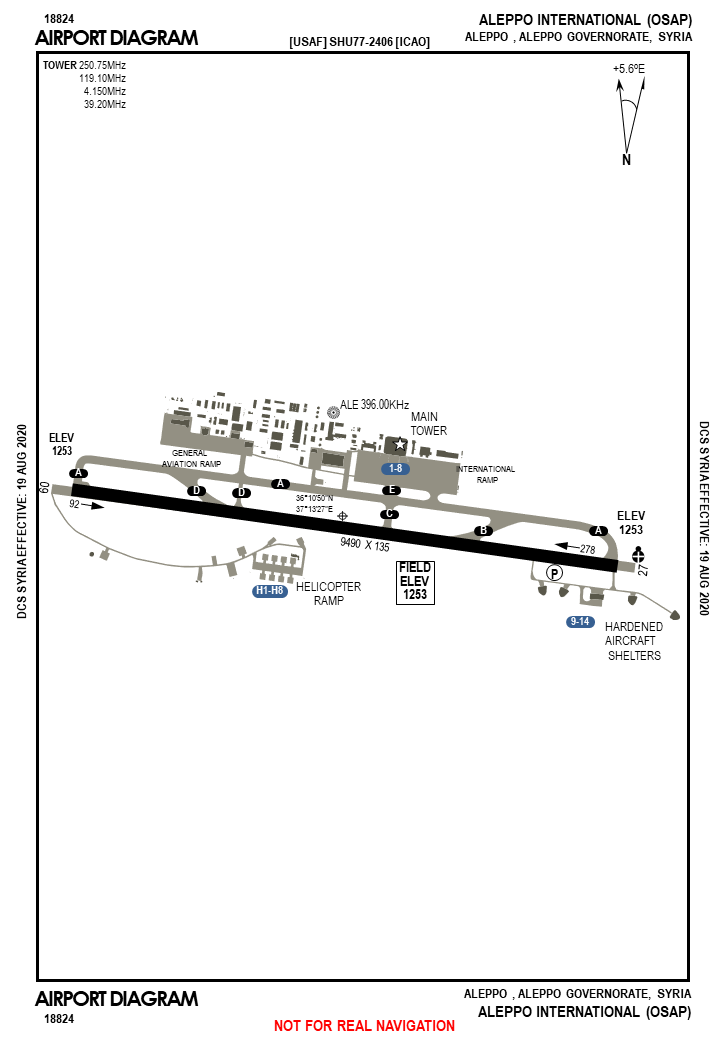 18824
AIRPORT DIAGRAM
[USAF] SHU77-2406 [ICAO]
ALEPPO INTERNATIONAL (OSAP)
ALEPPO , ALEPPO GOVERNORATE, SYRIA
TOWER 250.75MHz
119.10MHz
4.150MHz
39.20MHz
+5.6ºE
N
ALE 396.00KHz
MAIN
TOWER
ELEV
1253
GENERAL
AVIATION RAMP
1-8
INTERNATIONAL
RAMP
A
A
D
D
E
09
92
36°10'50"N
37°13'27"E
C
B
A
ELEV
1253
9490 X 135
278
27
P
FIELD
ELEV
1253
H1-H8
HELICOPTER
RAMP
9-14
HARDENED
AIRCRAFT
SHELTERS
DCS SYRIA EFFECTIVE: 19 AUG 2020
DCS SYRIA EFFECTIVE: 19 AUG 2020
AIRPORT DIAGRAM
18824
NOT FOR REAL NAVIGATION
ALEPPO , ALEPPO GOVERNORATE, SYRIA
ALEPPO INTERNATIONAL (OSAP)